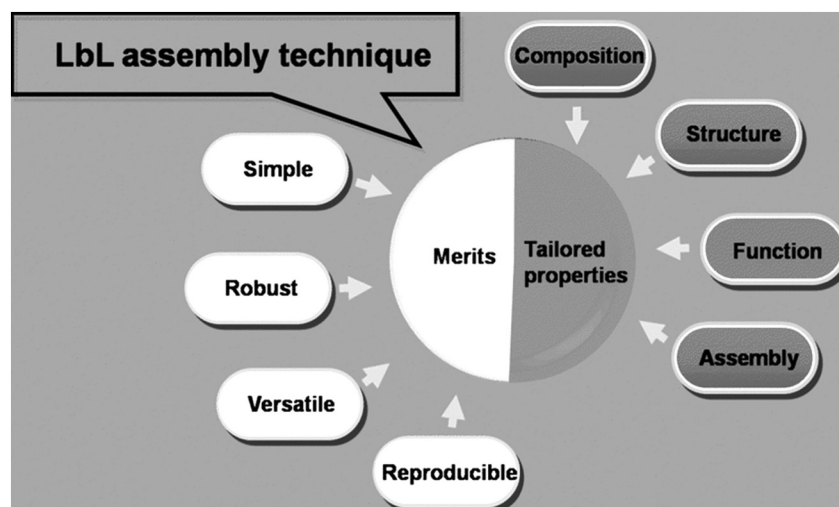 LbL assembly technique
Composition
Structure
Simple
Merits
Tailored
properties
Function
Robust
Assembly
Versatile
Reproducible